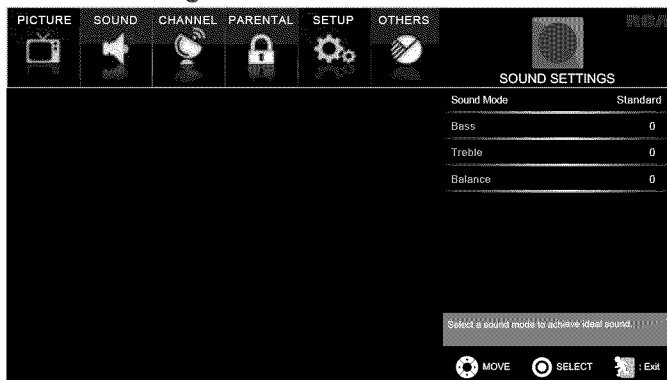 PICTURE SOUND CHANNEL PARENTAL SETUP OTHERS
RCA
SOUND SETTINGS
Sound Mode Standard
Bass 0
Treble 0
Balance 0
Select a sound mode to achieve ideal sound.
MOVE SELECT : Exit